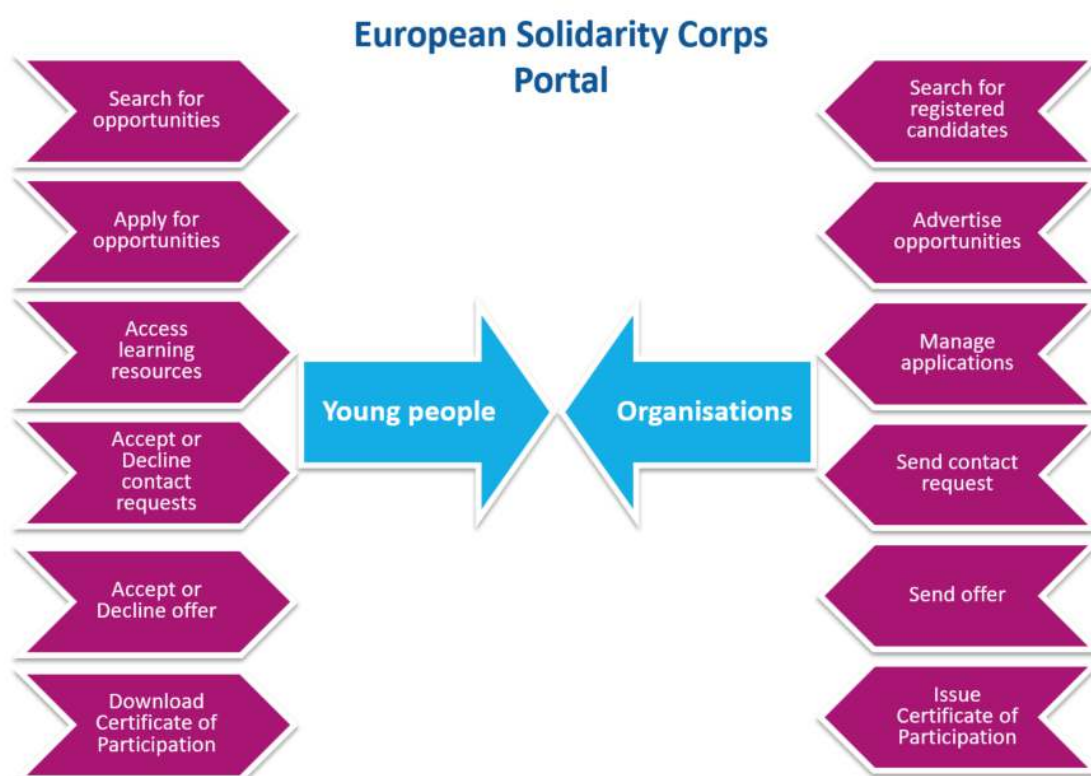 European Solidarity Corps
Portal
Search for
opportunities
Apply for
opportunities
Access
learning
resources
Accept or
Decline
contact
requests
Accept or
Decline offer
Download
Certificate of
Participation
Young people
Organisations
Search for
registered
candidates
Advertise
opportunities
Manage
applications
Send contact
request
Send offer
Issue
Certificate of
Participation